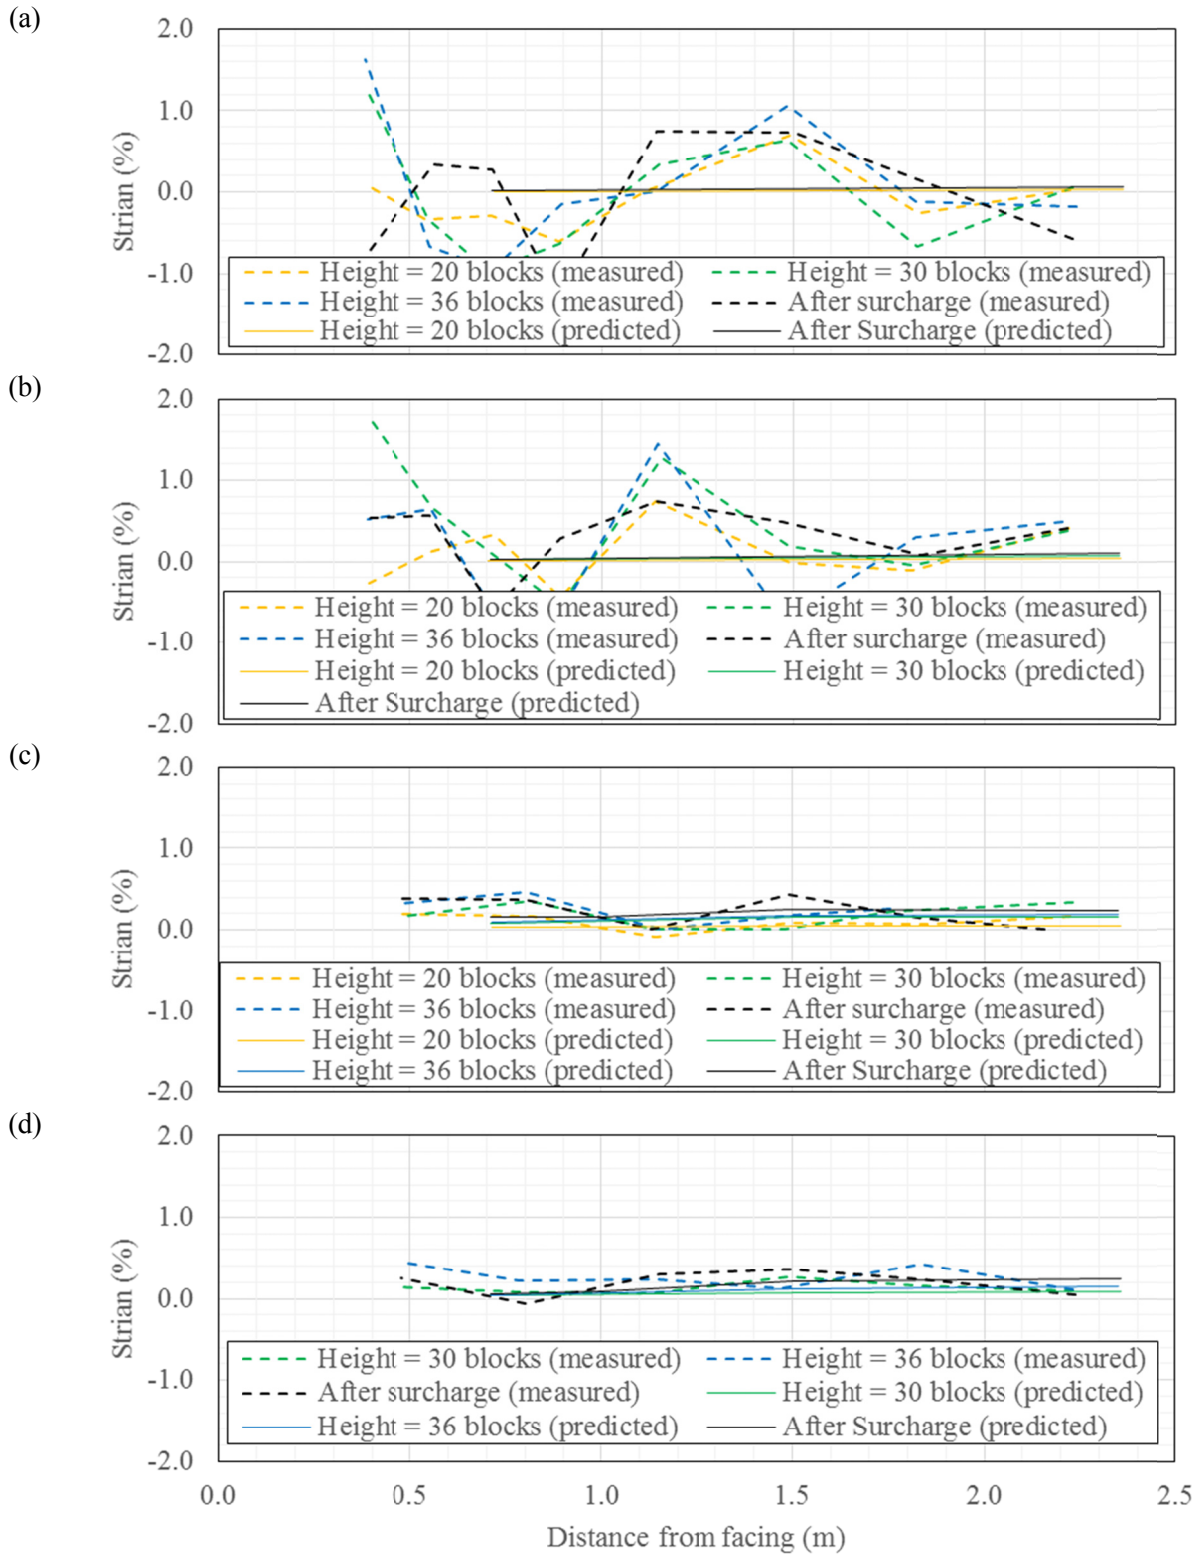 (a)
2.0
1.0
0.0
-1.0
-2.0
Strian (%)
Height = 20 blocks (measured) Height = 30 blocks (measured)
Height = 36 blocks (measured) After surcharge (measured)
Height = 20 blocks (predicted) After Surcharge (predicted)
(b)
2.0
1.0
0.0
-1.0
-2.0
Strian (%)
Height = 20 blocks (measured) Height = 30 blocks (measured)
Height = 36 blocks (measured) After surcharge (measured)
Height = 20 blocks (predicted) Height = 30 blocks (predicted)
After Surcharge (predicted)
(c)
2.0
1.0
0.0
-1.0
-2.0
Strian (%)
Height = 20 blocks (measured) Height = 30 blocks (measured)
Height = 36 blocks (measured) After surcharge (measured)
Height = 20 blocks (predicted) Height = 30 blocks (predicted)
Height = 36 blocks (predicted) After Surcharge (predicted)
(d)
2.0
1.0
0.0
-1.0
-2.0
Strian (%)
Height = 30 blocks (measured) Height = 36 blocks (measured)
After surcharge (measured) Height = 30 blocks (predicted)
Height = 36 blocks (predicted) After Surcharge (predicted)
0.0 0.5 1.0 1.5 2.0 2.5
Distance from facing (m)